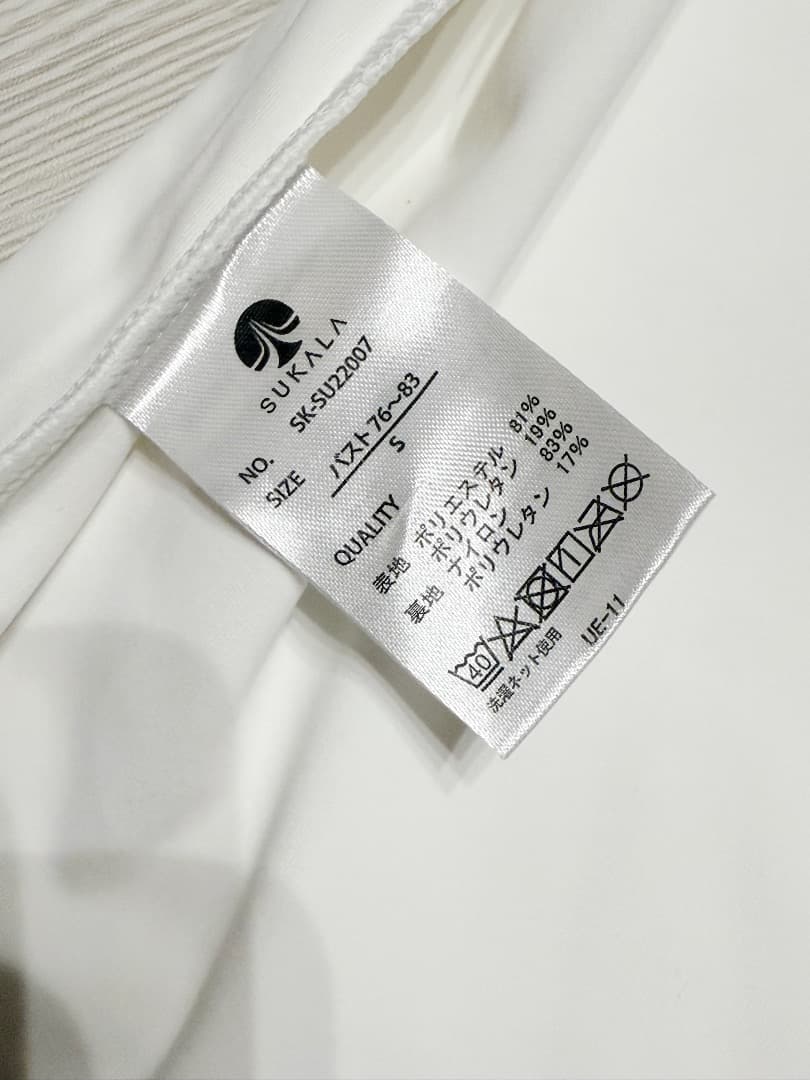 SUKALA
NO. SK-SU22007
SIZE バスト 76～83
S
QUALITY
表地 ポリエステル 81%
ポリウレタン 19%
裏地 ナイロン 83%
ポリウレタン 17%
40
洗濯ネット使用
UE-11